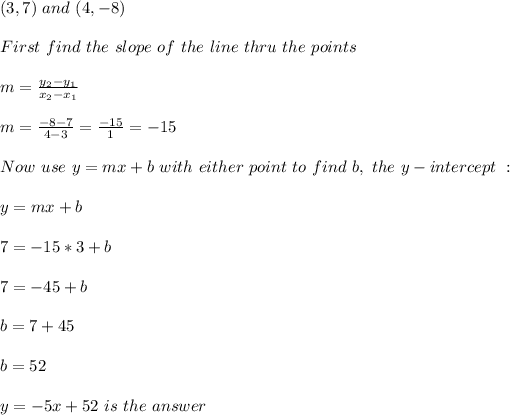 (3, 7) and (4, −8)
First find the slope of the line thru the points
m = \frac{y_2−y_1}{x_2−x_1}
m = \frac{−8−7}{4−3} = \frac{−15}{1} = −15
Now use y = mx + b with either point to find b, the y − intercept :
y = mx + b
7 = −15 ∗ 3 + b
7 = −45 + b
b = 7 + 45
b = 52
y = −5x + 52 is the answer